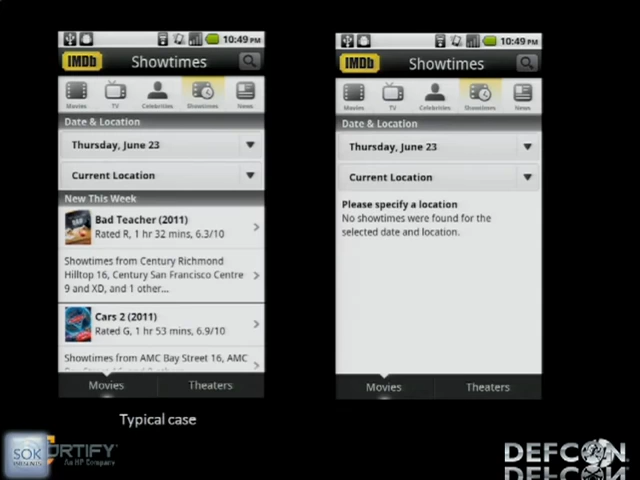 10:49 PM
IMDb
Showtimes
Movies
TV
Celebrities
Showtimes
News
Date & Location
Thursday, June 23
Current Location
New This Week
Bad Teacher (2011)
Rated R, 1 hr 32 mins, 6.3/10
Showtimes from Century Richmond
Hilltop 16, Century San Francisco Centre
9 and XD, and 1 other...
Cars 2 (2011)
Rated G, 1 hr 53 mins, 6.9/10
Showtimes from AMC Bay Street 16, AMC
Movies
Theaters
Typical case
10:49 PM
IMDb
Showtimes
Movies
TV
Celebrities
Showtimes
News
Date & Location
Thursday, June 23
Current Location
Please specify a location
No showtimes were found for the
selected date and location.
Movies
Theaters
SOK
ORTIFY
An HP Company
DEFCON